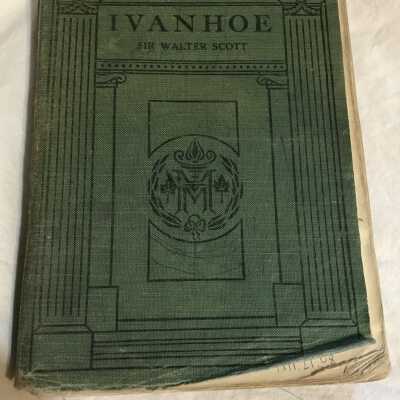 IVANHOE
SIR WALTER SCOTT
M